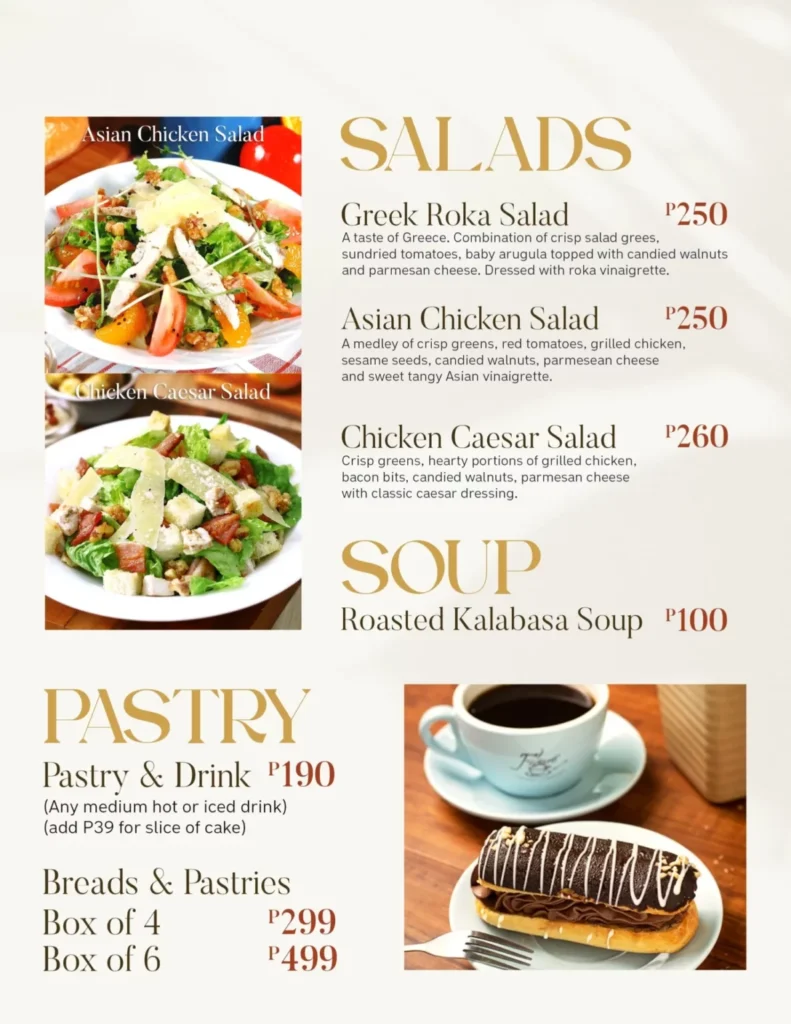 Asian Chicken Salad
Chicken Caesar Salad
SALADS
Greek Roka Salad ₱250
A taste of Greece. Combination of crisp salad grees,
sundried tomatoes, baby arugula topped with candied walnuts
and parmesan cheese. Dressed with roka vinaigrette.
Asian Chicken Salad ₱250
A medley of crisp greens, red tomatoes, grilled chicken,
sesame seeds, candied walnuts, parmesean cheese
and sweet tangy Asian vinaigrette.
Chicken Caesar Salad ₱260
Crisp greens, hearty portions of grilled chicken,
bacon bits, candied walnuts, parmesan cheese
with classic caesar dressing.
SOUP
Roasted Kalabasa Soup ₱100
PASTRY
Pastry & Drink ₱190
(Any medium hot or iced drink)
(add P39 for slice of cake)
Breads & Pastries
Box of 4 ₱299
Box of 6 ₱499